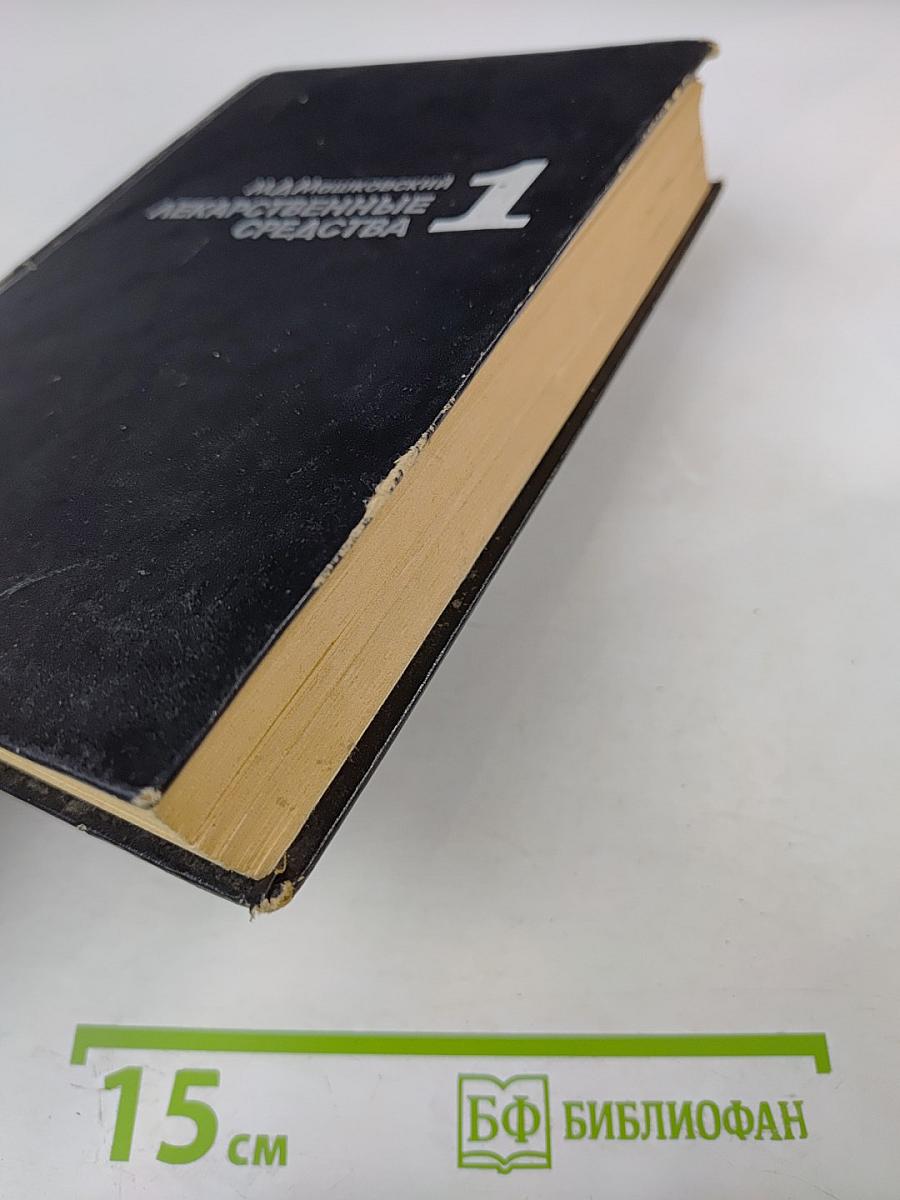 М.Д.Машковский
ЛЕКАРСТВЕННЫЕ
СРЕДСТВА
1
15 см
БФ БИБЛИОФАН